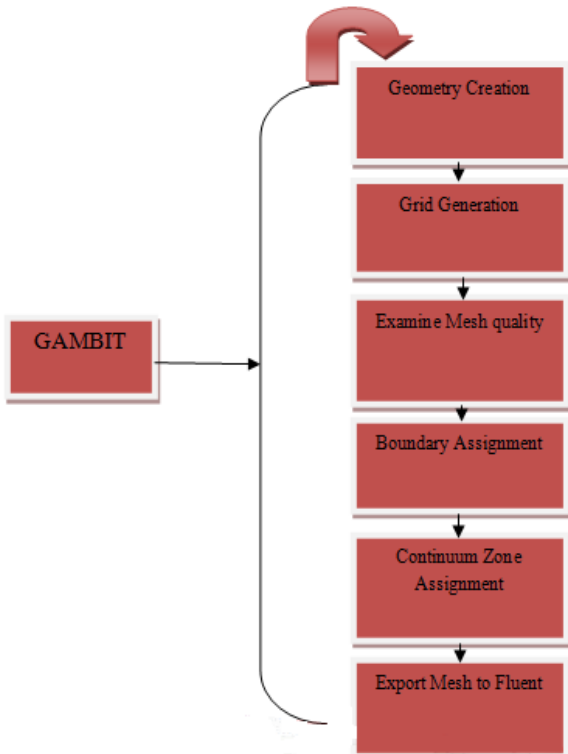 Geometry Creation
Grid Generation
Examine Mesh quality
GAMBIT
Boundary Assignment
Continuum Zone
Assignment
Export Mesh to Fluent